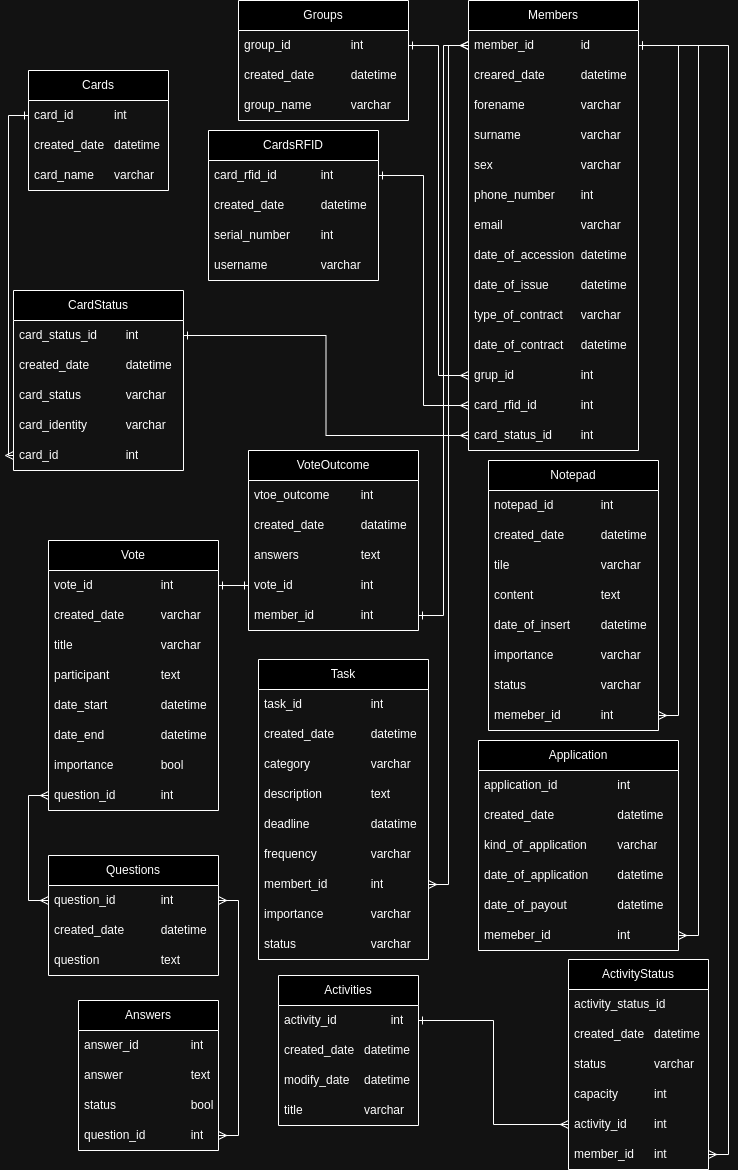 Groups
group_id int
created_date datetime
group_name varchar
Members
member_id id
creared_date datetime
forename varchar
surname varchar
sex varchar
phone_number int
email varchar
date_of_accession datetime
date_of_issue datetime
type_of_contract varchar
date_of_contract datetime
grup_id int
card_rfid_id int
card_status_id int
Cards
card_id int
created_date datetime
card_name varchar
CardsRFID
card_rfid_id int
created_date datetime
serial_number int
username varchar
CardStatus
card_status_id int
created_date datetime
card_status varchar
card_identity varchar
card_id int
VoteOutcome
vtoe_outcome int
created_date datatime
answers text
vote_id int
member_id int
Notepad
notepad_id int
created_date datetime
tile varchar
content text
date_of_insert datetime
importance varchar
status varchar
memeber_id int
Vote
vote_id int
created_date varchar
title varchar
participant text
date_start datetime
date_end datetime
importance bool
question_id int
Task
task_id int
created_date datetime
category varchar
description text
deadline datatime
frequency varchar
membert_id int
importance varchar
status varchar
Application
application_id int
created_date datetime
kind_of_application varchar
date_of_application datetime
date_of_payout datetime
memeber_id int
Questions
question_id int
created_date datetime
question text
Answers
answer_id int
answer text
status bool
question_id int
Activities
activity_id int
created_date datetime
modify_date datetime
title varchar
ActivityStatus
activity_status_id
created_date datetime
status varchar
capacity int
activity_id int
member_id int